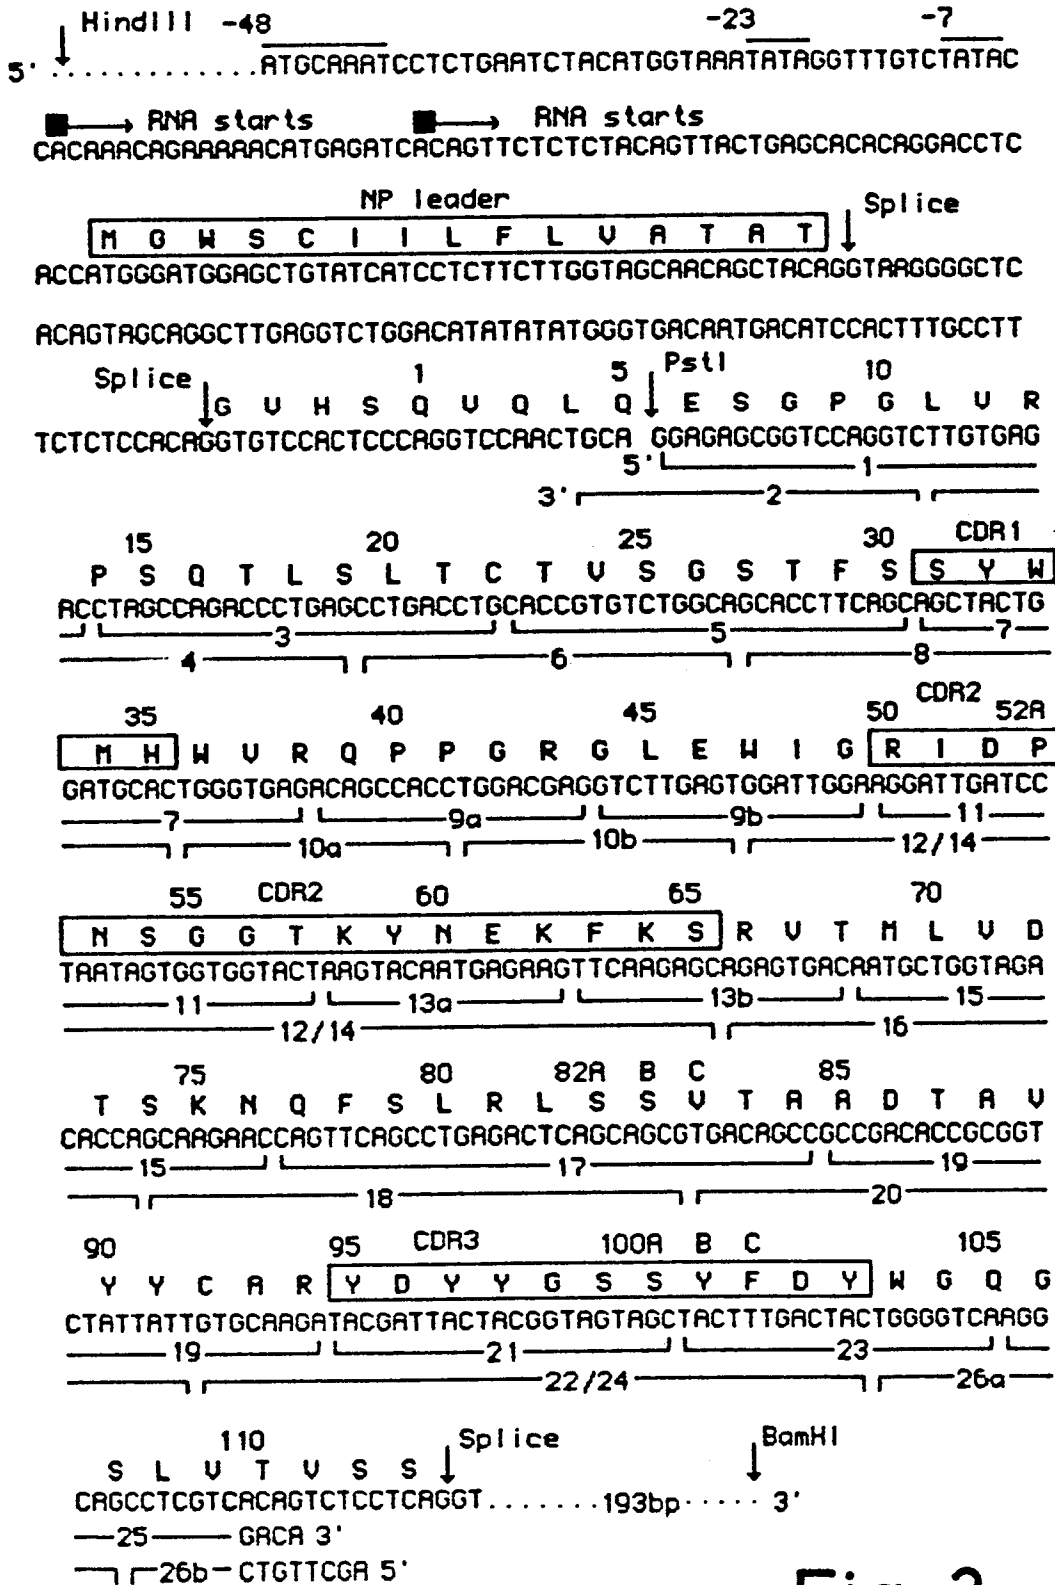 HindIII -48 -23 -7
5' .............ATGCAAATCCTCTGAATCTACATGGTAAATATAGGTTTGTCTATAC
RNA starts RNA starts
CACAAACAGAAAAACATGAGATCACAGTTCTCTCTACAGTTACTGAGCACACAGGACCTC
NP leader Splice
M G W S C I I L F L V A T A T
ACCATGGGATGGAGCTGTATCATCCTCTTCTTGGTAGCAACAGCTACAGGTAAGGGGCTC
ACAGTAGCAGGCTTGAGGTCTGGACATATATATGGGTGACAATGACATCCACTTTGCCTT
Splice 1 5 PstI 10
G V H S Q V Q L Q E S G P G L V R
TCTCTCCACAGGTGTCCACTCCCAGGTCCAACTGCA GGAGAGCGGTCCAGGTCTTGTGAG
5' 1
3' 2
15 20 25 30 CDR1
P S Q T L S L T C T V S G S T F S S Y W
ACCTAGCCAGACCCTGAGCCTGACCTGCACCGTGTCTGGCAGCACCTTCAGCAGCTACTG
3 5 7
4 6 8
35 40 45 50 CDR2 52A
M H W V R Q P P G R G L E W I G R I D P
GATGCACTGGGTGAGACAGCCACCTGGACGAGGTCTTGAGTGGATTGGAAGGATTGATCC
7 9a 9b 11
10a 10b 12/14
55 CDR2 60 65 70
N S G G T K Y N E K F K S R V T M L V D
TAATAGTGGTGGTACTAAGTACAATGAGAAGTTCAAGAGCAGAGTGACAATGCTGGTAGA
11 13a 13b 15
12/14 16
75 80 82A B C 85
T S K N Q F S L R L S S V T A A D T A V
CACCAGCAAGAACCAGTTCAGCCTGAGACTCAGCAGCGTGACAGCCGCCGACACCGCGGT
15 17 19
18 20
90 95 CDR3 100A B C 105
Y Y C A R Y D Y Y G S S Y F D Y W G Q G
CTATTATTGTGCAAGATACGATTACTACGGTAGTAGCTACTTTGACTACTGGGGTCAAGG
19 21 23
22/24 26a
110 Splice BamHI
S L V T V S S
CAGCCTCGTCACAGTCTCCTCAGGT.......193bp..... 3'
25 GACA 3'
26b CTGTTCGA 5'